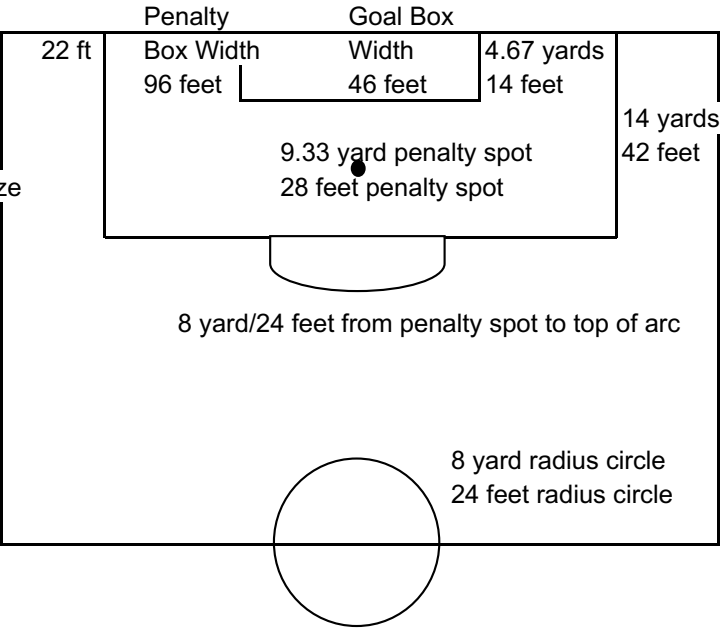 Penalty
Box Width
96 feet
Goal Box
Width
46 feet
22 ft
4.67 yards
14 feet
14 yards
42 feet
9.33 yard penalty spot
28 feet penalty spot
ze
8 yard/24 feet from penalty spot to top of arc
8 yard radius circle
24 feet radius circle